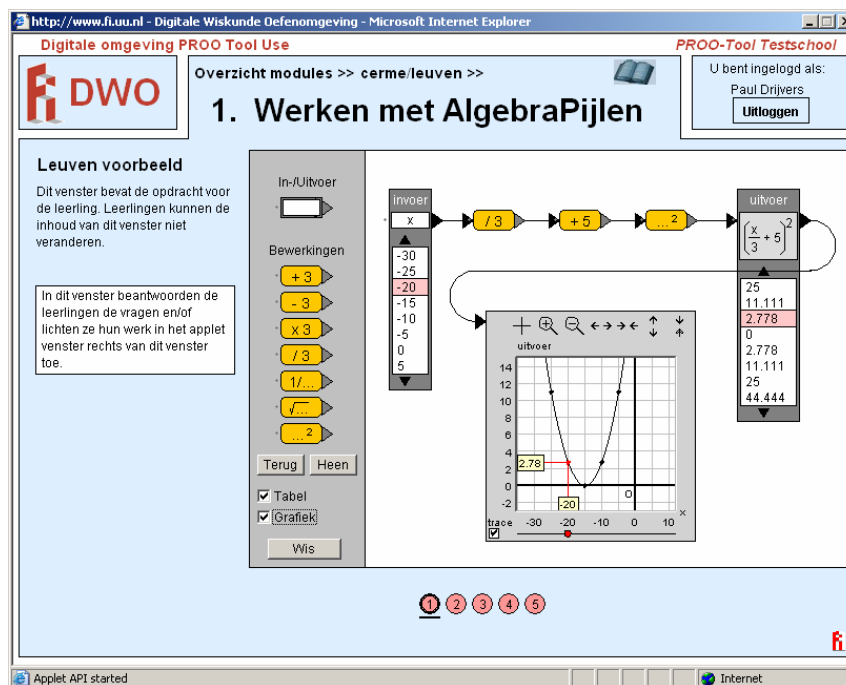 http://www.fi.uu.nl - Digitale Wiskunde Oefenomgeving - Microsoft Internet Explorer
Digitale omgeving PROO Tool Use
PROO-Tool Testschool
DWO
Overzicht modules >> cerme/leuven >>
1. Werken met AlgebraPijlen
U bent ingelogd als:
Paul Drijvers
Uitloggen
Leuven voorbeeld
Dit venster bevat de opdracht voor
de leerling. Leerlingen kunnen de
inhoud van dit venster niet
veranderen.
In dit venster beantwoorden de
leerlingen de vragen en/of
lichten ze hun werk in het applet
venster rechts van dit venster
toe.
In-/Uitvoer
Bewerkingen
+ 3
- 3
x 3
/ 3
1/...
√...
...²
Terug Heen
Tabel
Grafiek
Wis
invoer
x
-30
-25
-20
-15
-10
-5
0
5
/ 3
+ 5
...²
uitvoer
(x/3 + 5)²
25
11.111
2.778
0
2.778
11.111
25
44.444
uitvoer
14
12
10
8
6
4
2
0
-2
2.78
-20
O
x
trace
-30 -20 -10 0 10
1 2 3 4 5
Applet API started
Internet